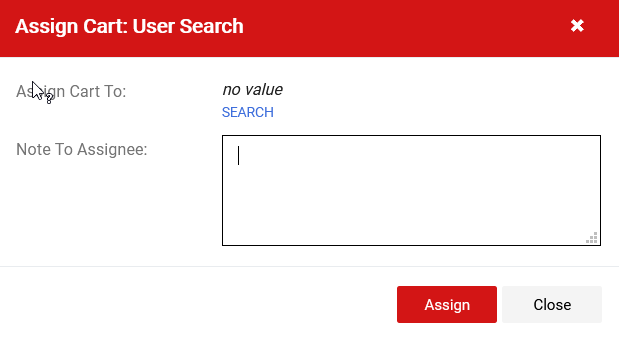 Assign Cart: User Search
Assign Cart To:
no value
SEARCH
Note To Assignee:
Assign
Close